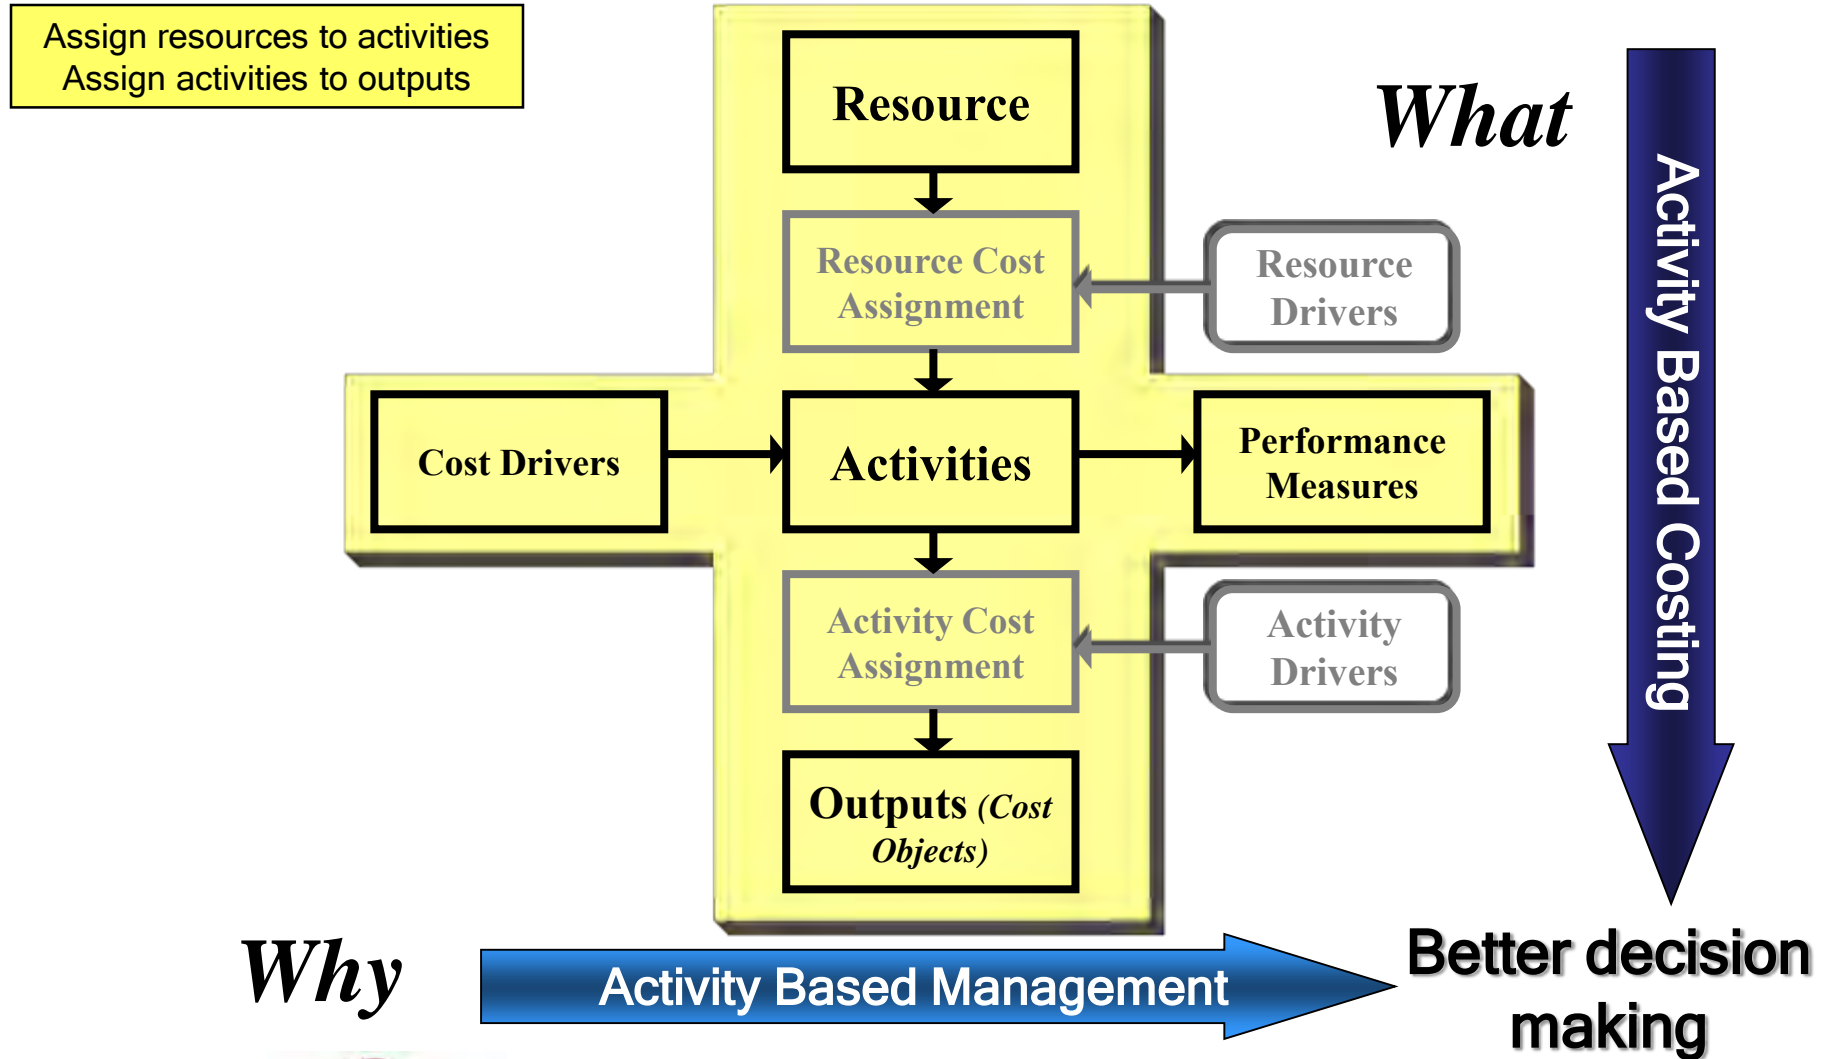 Assign resources to activities
Assign activities to outputs
Resource
What
Resource Cost
Assignment
Resource
Drivers
Cost Drivers
Activities
Performance
Measures
Activity Cost
Assignment
Activity
Drivers
Outputs (Cost
Objects)
Activity Based Costing
Why
Activity Based Management
Better decision
making